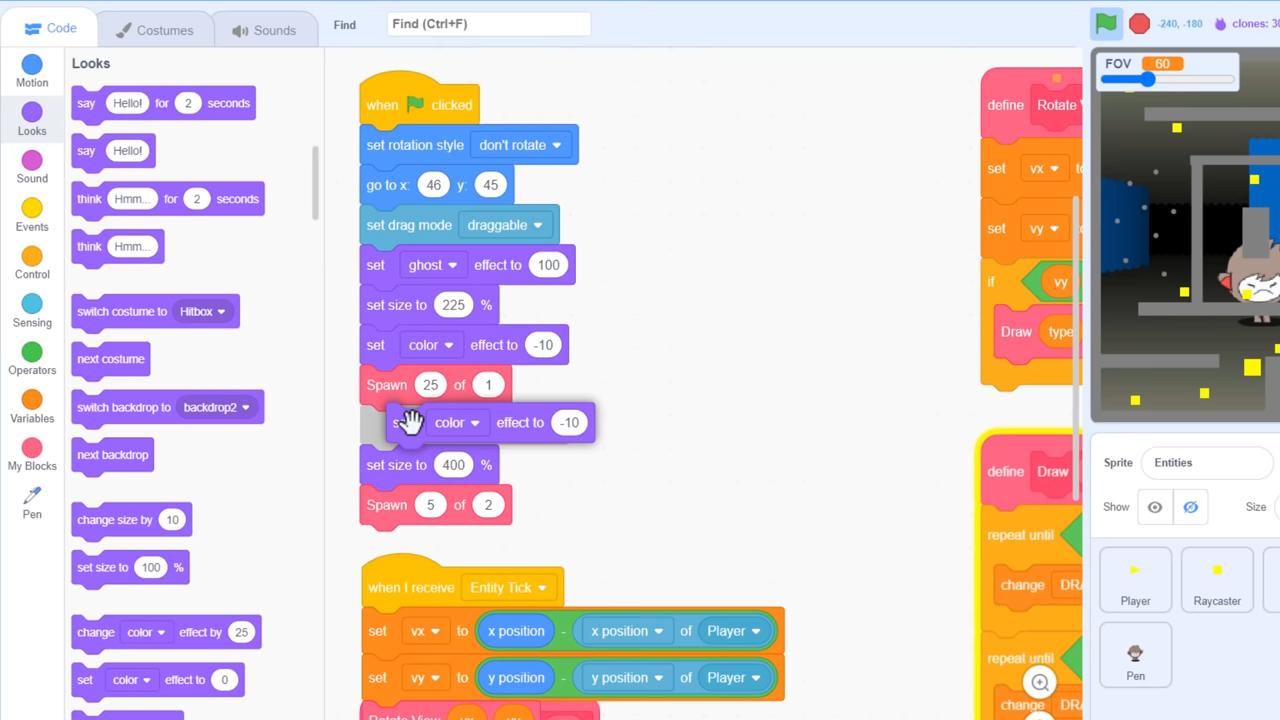 Code
Costumes
Sounds
Find
Find (Ctrl+F)
-240, -180
clones: 30
Motion
Looks
Sound
Events
Control
Sensing
Operators
Variables
My Blocks
Pen
Looks
say Hello! for 2 seconds
say Hello!
think Hmm... for 2 seconds
think Hmm...
switch costume to Hitbox
next costume
switch backdrop to backdrop2
next backdrop
change size by 10
set size to 100 %
change color effect by 25
set color effect to 0
when clicked
set rotation style don't rotate
go to x: 46 y: 45
set drag mode draggable
set ghost effect to 100
set size to 225 %
set color effect to -10
Spawn 25 of 1
color effect to -10
set size to 400 %
Spawn 5 of 2
when I receive Entity Tick
set vx to x position - x position of Player
set vy to y position - y position of Player
Rotate View vx vy
define Rotate
set vx
set vy
if vy
Draw type
define Draw
repeat until
change
repeat until
change
FOV 60
Sprite Entities
Show
Size
Player
Raycaster
Pen